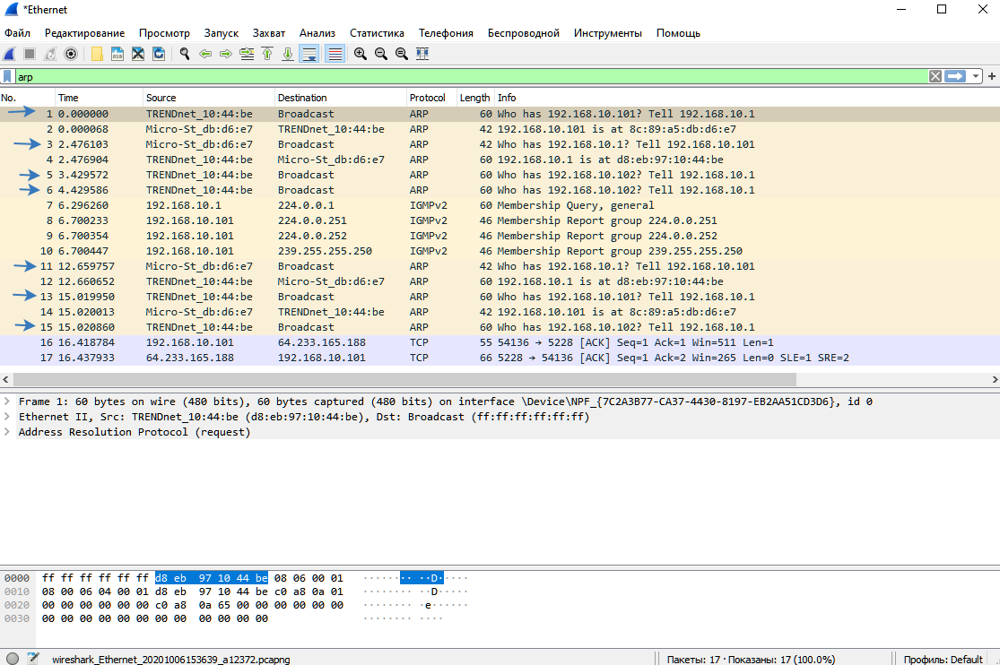 *Ethernet
Файл Редактирование Просмотр Запуск Захват Анализ Статистика Телефония Беспроводной Инструменты Помощь
arp
No. Time Source Destination Protocol Length Info
1 0.000000 TRENDnet_10:44:be Broadcast ARP 60 Who has 192.168.10.101? Tell 192.168.10.1
2 0.000068 Micro-St_db:d6:e7 TRENDnet_10:44:be ARP 42 192.168.10.101 is at 8c:89:a5:db:d6:e7
3 2.476103 Micro-St_db:d6:e7 Broadcast ARP 42 Who has 192.168.10.1? Tell 192.168.10.101
4 2.476904 TRENDnet_10:44:be Micro-St_db:d6:e7 ARP 60 192.168.10.1 is at d8:eb:97:10:44:be
5 3.429572 TRENDnet_10:44:be Broadcast ARP 60 Who has 192.168.10.102? Tell 192.168.10.1
6 4.429586 TRENDnet_10:44:be Broadcast ARP 60 Who has 192.168.10.102? Tell 192.168.10.1
7 6.296260 192.168.10.1 224.0.0.1 IGMPv2 60 Membership Query, general
8 6.700233 192.168.10.101 224.0.0.251 IGMPv2 46 Membership Report group 224.0.0.251
9 6.700354 192.168.10.101 224.0.0.252 IGMPv2 46 Membership Report group 224.0.0.252
10 6.700447 192.168.10.101 239.255.255.250 IGMPv2 46 Membership Report group 239.255.255.250
11 12.659757 Micro-St_db:d6:e7 Broadcast ARP 42 Who has 192.168.10.1? Tell 192.168.10.101
12 12.660652 TRENDnet_10:44:be Micro-St_db:d6:e7 ARP 60 192.168.10.1 is at d8:eb:97:10:44:be
13 15.019950 TRENDnet_10:44:be Broadcast ARP 60 Who has 192.168.10.101? Tell 192.168.10.1
14 15.020013 Micro-St_db:d6:e7 TRENDnet_10:44:be ARP 42 192.168.10.101 is at 8c:89:a5:db:d6:e7
15 15.020860 TRENDnet_10:44:be Broadcast ARP 60 Who has 192.168.10.102? Tell 192.168.10.1
16 16.418784 192.168.10.101 64.233.165.188 TCP 55 54136 → 5228 [ACK] Seq=1 Ack=1 Win=511 Len=1
17 16.437933 64.233.165.188 192.168.10.101 TCP 66 5228 → 54136 [ACK] Seq=1 Ack=2 Win=265 Len=0 SLE=1 SRE=2
Frame 1: 60 bytes on wire (480 bits), 60 bytes captured (480 bits) on interface \Device\NPF_{7C2A3B77-CA37-4430-8197-EB2AA51CD3D6}, id 0
Ethernet II, Src: TRENDnet_10:44:be (d8:eb:97:10:44:be), Dst: Broadcast (ff:ff:ff:ff:ff:ff)
Address Resolution Protocol (request)
0000 ff ff ff ff ff ff d8 eb 97 10 44 be 08 06 00 01 ········ ··D·····
0010 08 00 06 04 00 01 d8 eb 97 10 44 be c0 a8 0a 01 ········ ··D·····
0020 00 00 00 00 00 00 c0 a8 0a 65 00 00 00 00 00 00 ········ ·e······
0030 00 00 00 00 00 00 00 00 00 00 00 00 ········ ····
wireshark_Ethernet_20201006153639_a12372.pcapng Пакеты: 17 · Показаны: 17 (100.0%) Профиль: Default